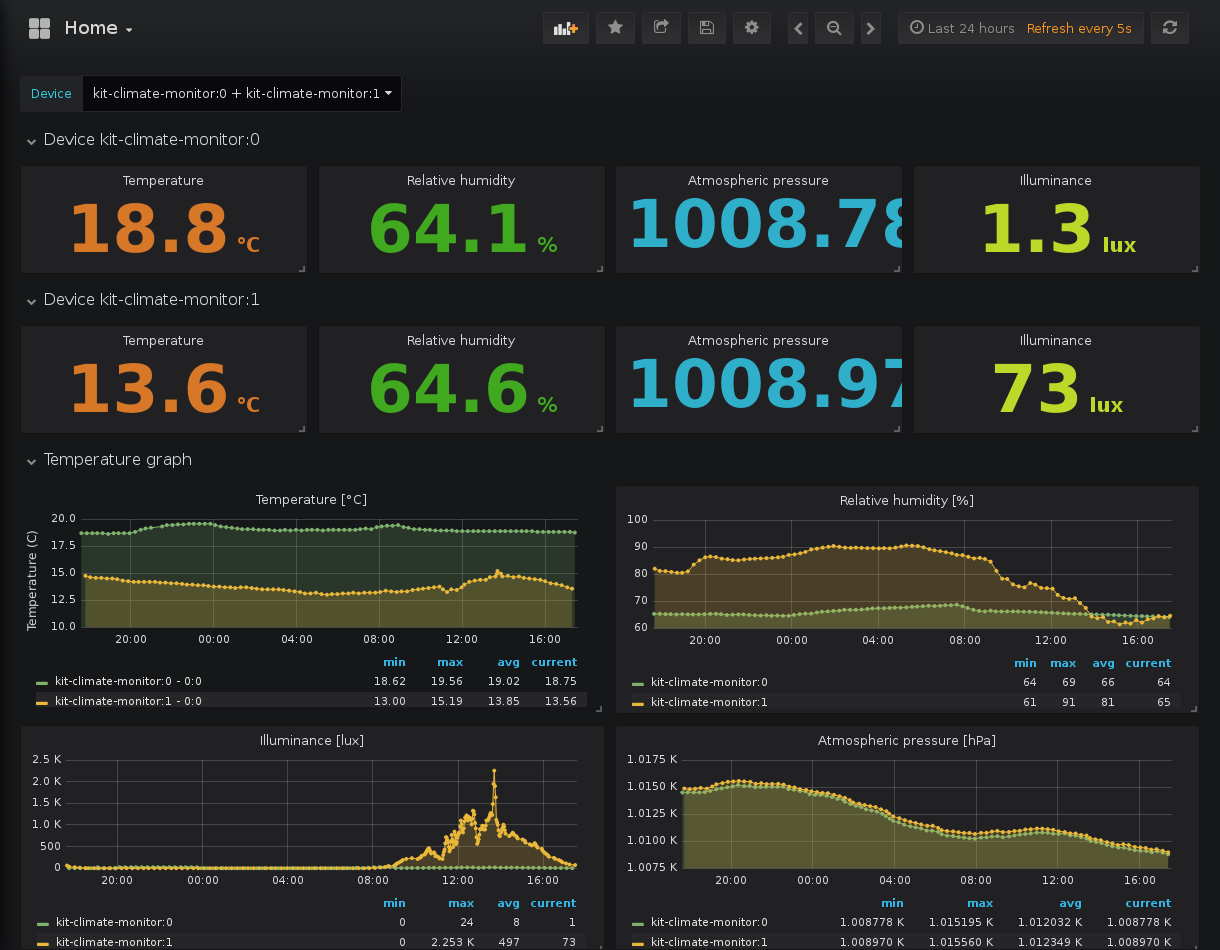 Home
Last 24 hours Refresh every 5s
Device kit-climate-monitor:0 + kit-climate-monitor:1
Device kit-climate-monitor:0
Temperature Relative humidity Atmospheric pressure Illuminance
18.8 °C 64.1 % 1008.78 1.3 lux
Device kit-climate-monitor:1
Temperature Relative humidity Atmospheric pressure Illuminance
13.6 °C 64.6 % 1008.97 73 lux
Temperature graph
Temperature [°C]
Temperature (C)
20.0
17.5
15.0
12.5
10.0
20:00 00:00 04:00 08:00 12:00 16:00
min max avg current
kit-climate-monitor:0 - 0:0 18.62 19.56 19.02 18.75
kit-climate-monitor:1 - 0:0 13.00 15.19 13.85 13.56
Relative humidity [%]
100
90
80
70
60
20:00 00:00 04:00 08:00 12:00 16:00
min max avg current
kit-climate-monitor:0 64 69 66 64
kit-climate-monitor:1 61 91 81 65
Illuminance [lux]
2.5 K
2.0 K
1.5 K
1.0 K
500
0
20:00 00:00 04:00 08:00 12:00 16:00
min max avg current
kit-climate-monitor:0 0 24 8 1
kit-climate-monitor:1 0 2.253 K 497 73
Atmospheric pressure [hPa]
1.0175 K
1.0150 K
1.0125 K
1.0100 K
1.0075 K
20:00 00:00 04:00 08:00 12:00 16:00
min max avg current
kit-climate-monitor:0 1.008778 K 1.015195 K 1.012032 K 1.008778 K
kit-climate-monitor:1 1.008970 K 1.015560 K 1.012349 K 1.008970 K